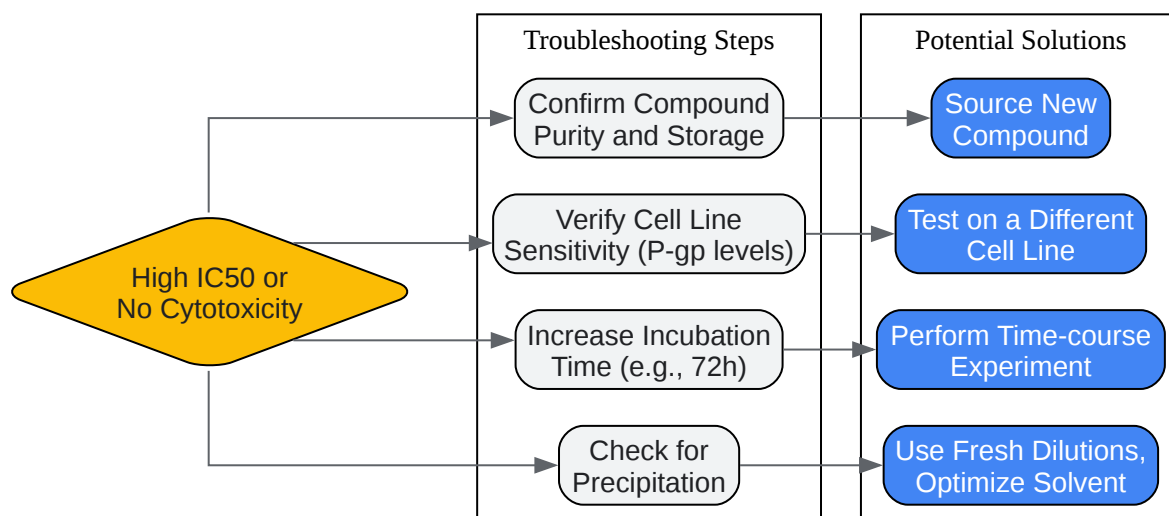 Troubleshooting Steps
Potential Solutions
High IC50 or
No Cytotoxicity
Confirm Compound
Purity and Storage
Source New
Compound
Verify Cell Line
Sensitivity (P-gp levels)
Test on a Different
Cell Line
Increase Incubation
Time (e.g., 72h)
Perform Time-course
Experiment
Check for
Precipitation
Use Fresh Dilutions,
Optimize Solvent